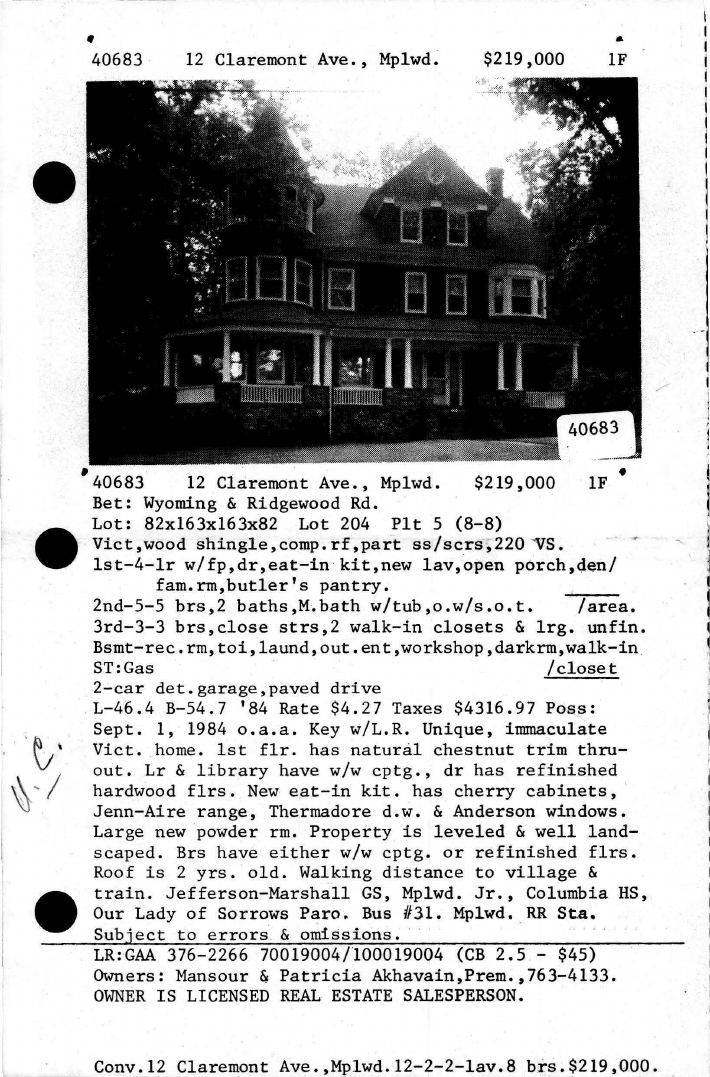 40683 12 Claremont Ave., Mplwd. $219,000 1F
40683
40683 12 Claremont Ave., Mplwd. $219,000 1F
Bet: Wyoming & Ridgewood Rd.
Lot: 82x163x163x82 Lot 204 Plt 5 (8-8)
Vict,wood shingle,comp.rf,part ss/scrs,220 VS.
1st-4-lr w/fp,dr,eat-in kit,new lav,open porch,den/
fam.rm,butler's pantry.
2nd-5-5 brs,2 baths,M.bath w/tub,o.w/s.o.t. /area.
3rd-3-3 brs,close strs,2 walk-in closets & lrg. unfin.
Bsmt-rec.rm,toi,laund,out.ent,workshop,darkrm,walk-in
ST:Gas /closet
2-car det.garage,paved drive
L-46.4 B-54.7 '84 Rate $4.27 Taxes $4316.97 Poss:
Sept. 1, 1984 o.a.a. Key w/L.R. Unique, immaculate
Vict. home. 1st flr. has natural chestnut trim thru-
out. Lr & library have w/w cptg., dr has refinished
hardwood flrs. New eat-in kit. has cherry cabinets,
Jenn-Aire range, Thermadore d.w. & Anderson windows.
Large new powder rm. Property is leveled & well land-
scaped. Brs have either w/w cptg. or refinished flrs.
Roof is 2 yrs. old. Walking distance to village &
train. Jefferson-Marshall GS, Mplwd. Jr., Columbia HS,
Our Lady of Sorrows Paro. Bus #31. Mplwd. RR Sta.
Subject to errors & omissions.
U.C.
LR:GAA 376-2266 70019004/100019004 (CB 2.5 - $45)
Owners: Mansour & Patricia Akhavain,Prem.,763-4133.
OWNER IS LICENSED REAL ESTATE SALESPERSON.
Conv.12 Claremont Ave.,Mplwd.12-2-2-lav.8 brs.$219,000.